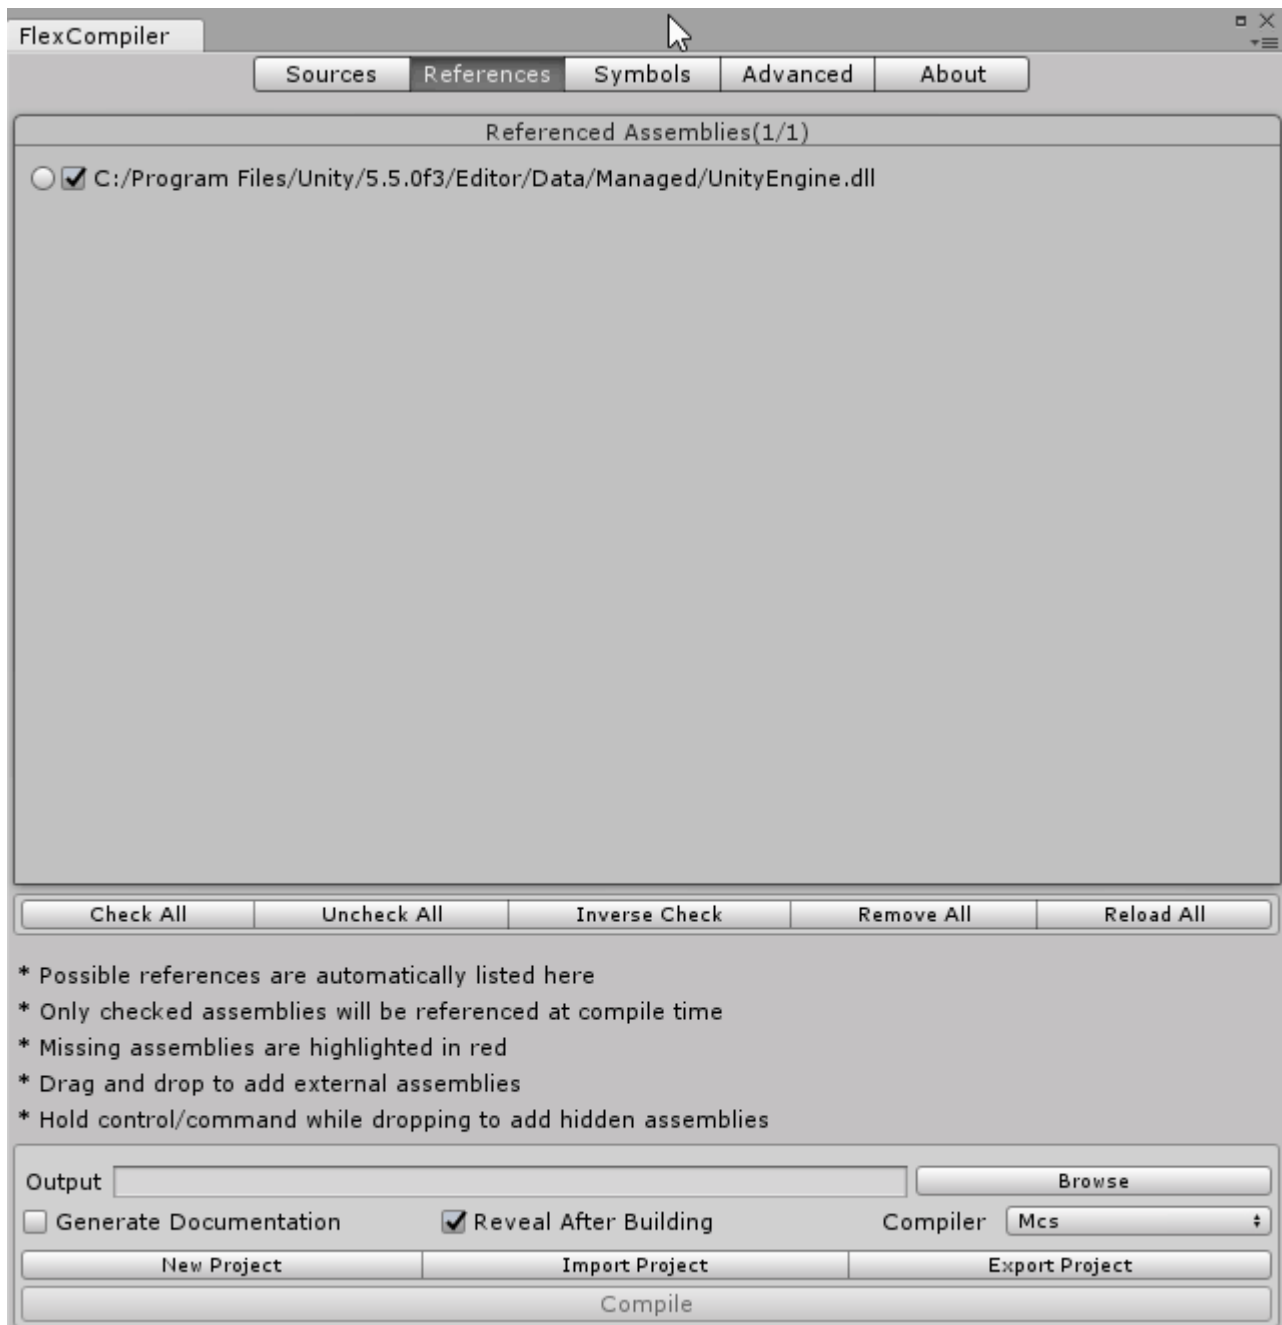 FlexCompiler
Sources References Symbols Advanced About
Referenced Assemblies(1/1)
C:/Program Files/Unity/5.5.0f3/Editor/Data/Managed/UnityEngine.dll
Check All Uncheck All Inverse Check Remove All Reload All
* Possible references are automatically listed here
* Only checked assemblies will be referenced at compile time
* Missing assemblies are highlighted in red
* Drag and drop to add external assemblies
* Hold control/command while dropping to add hidden assemblies
Output Browse
Generate Documentation Reveal After Building Compiler Mcs
New Project Import Project Export Project
Compile